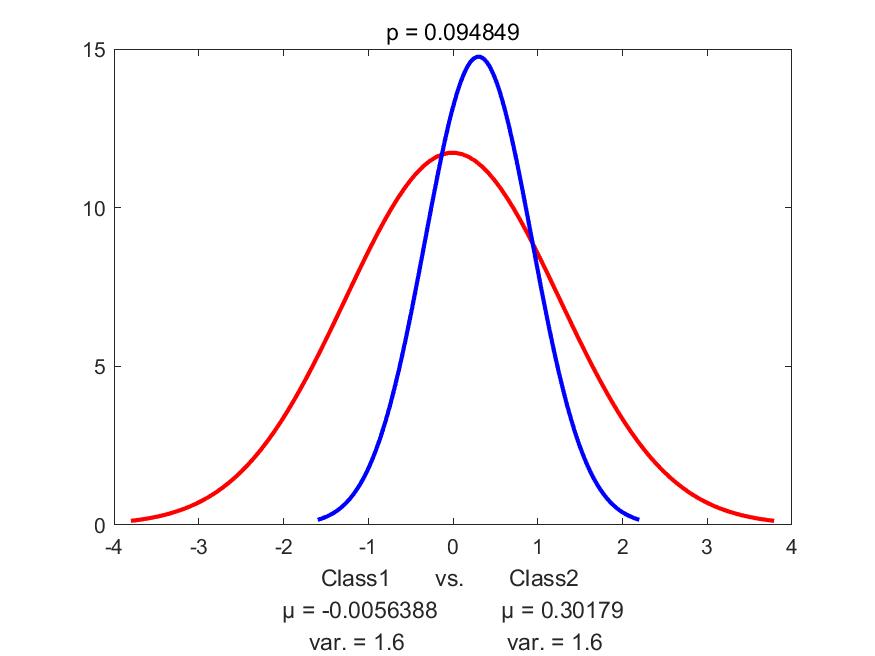 p = 0.094849
15
10
5
0
-4 -3 -2 -1 0 1 2 3 4
Class1 vs. Class2
μ = -0.0056388 μ = 0.30179
var. = 1.6 var. = 1.6